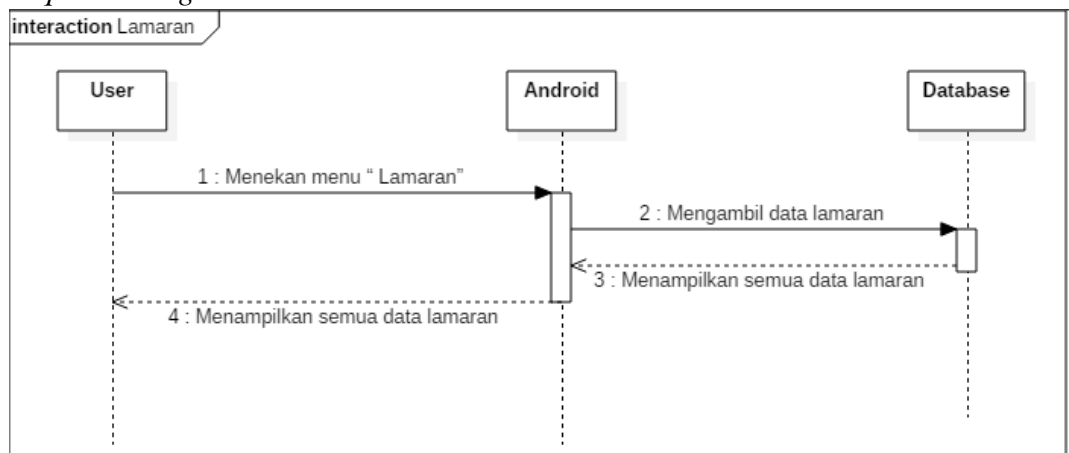 interaction Lamaran
User
Android
Database
1 : Menekan menu “ Lamaran”
2 : Mengambil data lamaran
3 : Menampilkan semua data lamaran
4 : Menampilkan semua data lamaran